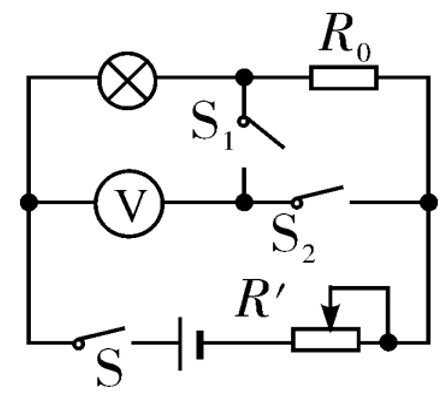 R₀
S₁
V
S₂
R′
S